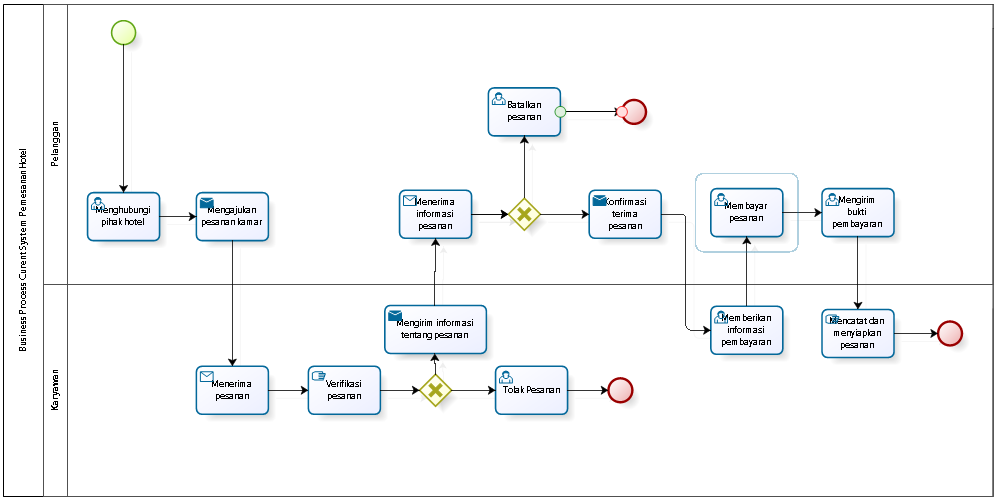 Business Process Curent System Pemesanan Hotel
Pelanggan
Karyawan
Batalkan
pesanan
Menghubungi
pihak hotel
Mengajukan
pesanan kamar
Menerima
informasi
pesanan
Konfirmasi
terima
pesanan
Membayar
pesanan
Mengirim
bukti
pembayaran
Mengirim informasi
tentang pesanan
Memberikan
informasi
pembayaran
Mencatat dan
menyiapkan
pesanan
Menerima
pesanan
Verifikasi
pesanan
Tolak Pesanan